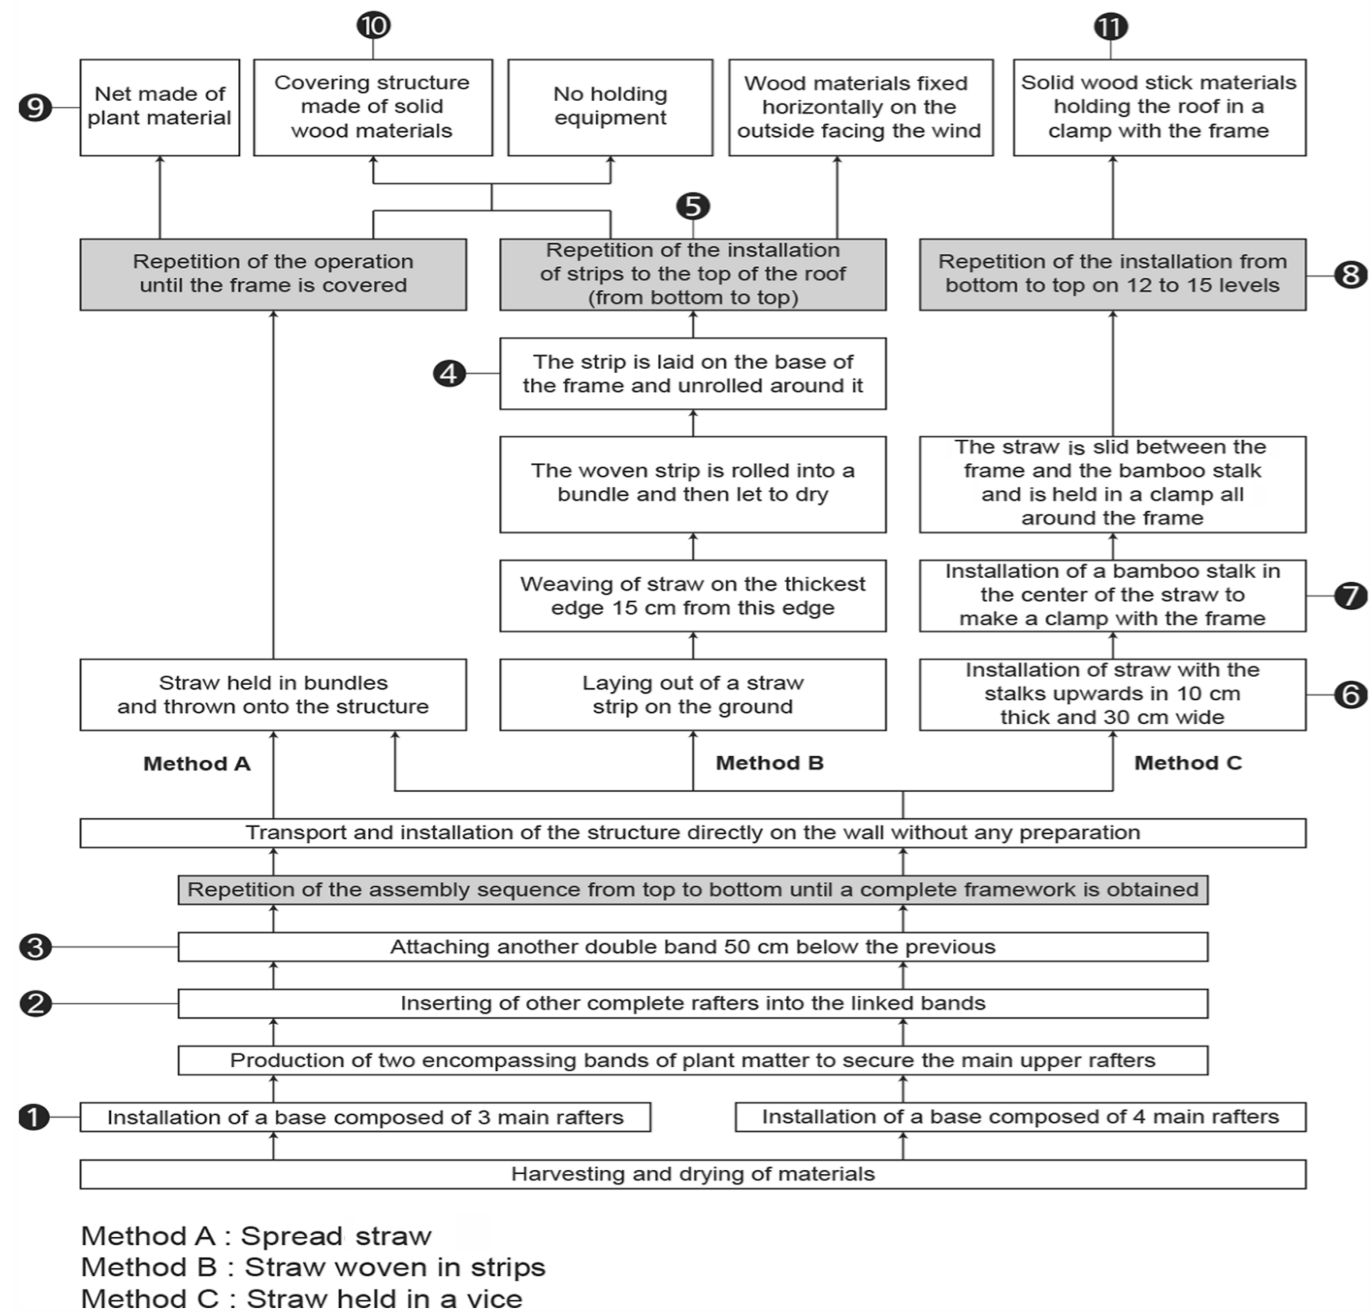 10
11
9
Net made of
plant material
Covering structure
made of solid
wood materials
No holding
equipment
Wood materials fixed
horizontally on the
outside facing the wind
Solid wood stick materials
holding the roof in a
clamp with the frame
5
Repetition of the operation
until the frame is covered
Repetition of the installation
of strips to the top of the roof
(from bottom to top)
Repetition of the installation from
bottom to top on 12 to 15 levels
8
4
The strip is laid on the base of
the frame and unrolled around it
The woven strip is rolled into a
bundle and then let to dry
The straw is slid between the
frame and the bamboo stalk
and is held in a clamp all
around the frame
Weaving of straw on the thickest
edge 15 cm from this edge
Installation of a bamboo stalk in
the center of the straw to
make a clamp with the frame
7
Straw held in bundles
and thrown onto the structure
Laying out of a straw
strip on the ground
Installation of straw with the
stalks upwards in 10 cm
thick and 30 cm wide
6
Method A
Method B
Method C
Transport and installation of the structure directly on the wall without any preparation
Repetition of the assembly sequence from top to bottom until a complete framework is obtained
3
Attaching another double band 50 cm below the previous
2
Inserting of other complete rafters into the linked bands
Production of two encompassing bands of plant matter to secure the main upper rafters
1
Installation of a base composed of 3 main rafters
Installation of a base composed of 4 main rafters
Harvesting and drying of materials
Method A : Spread straw
Method B : Straw woven in strips
Method C : Straw held in a vice